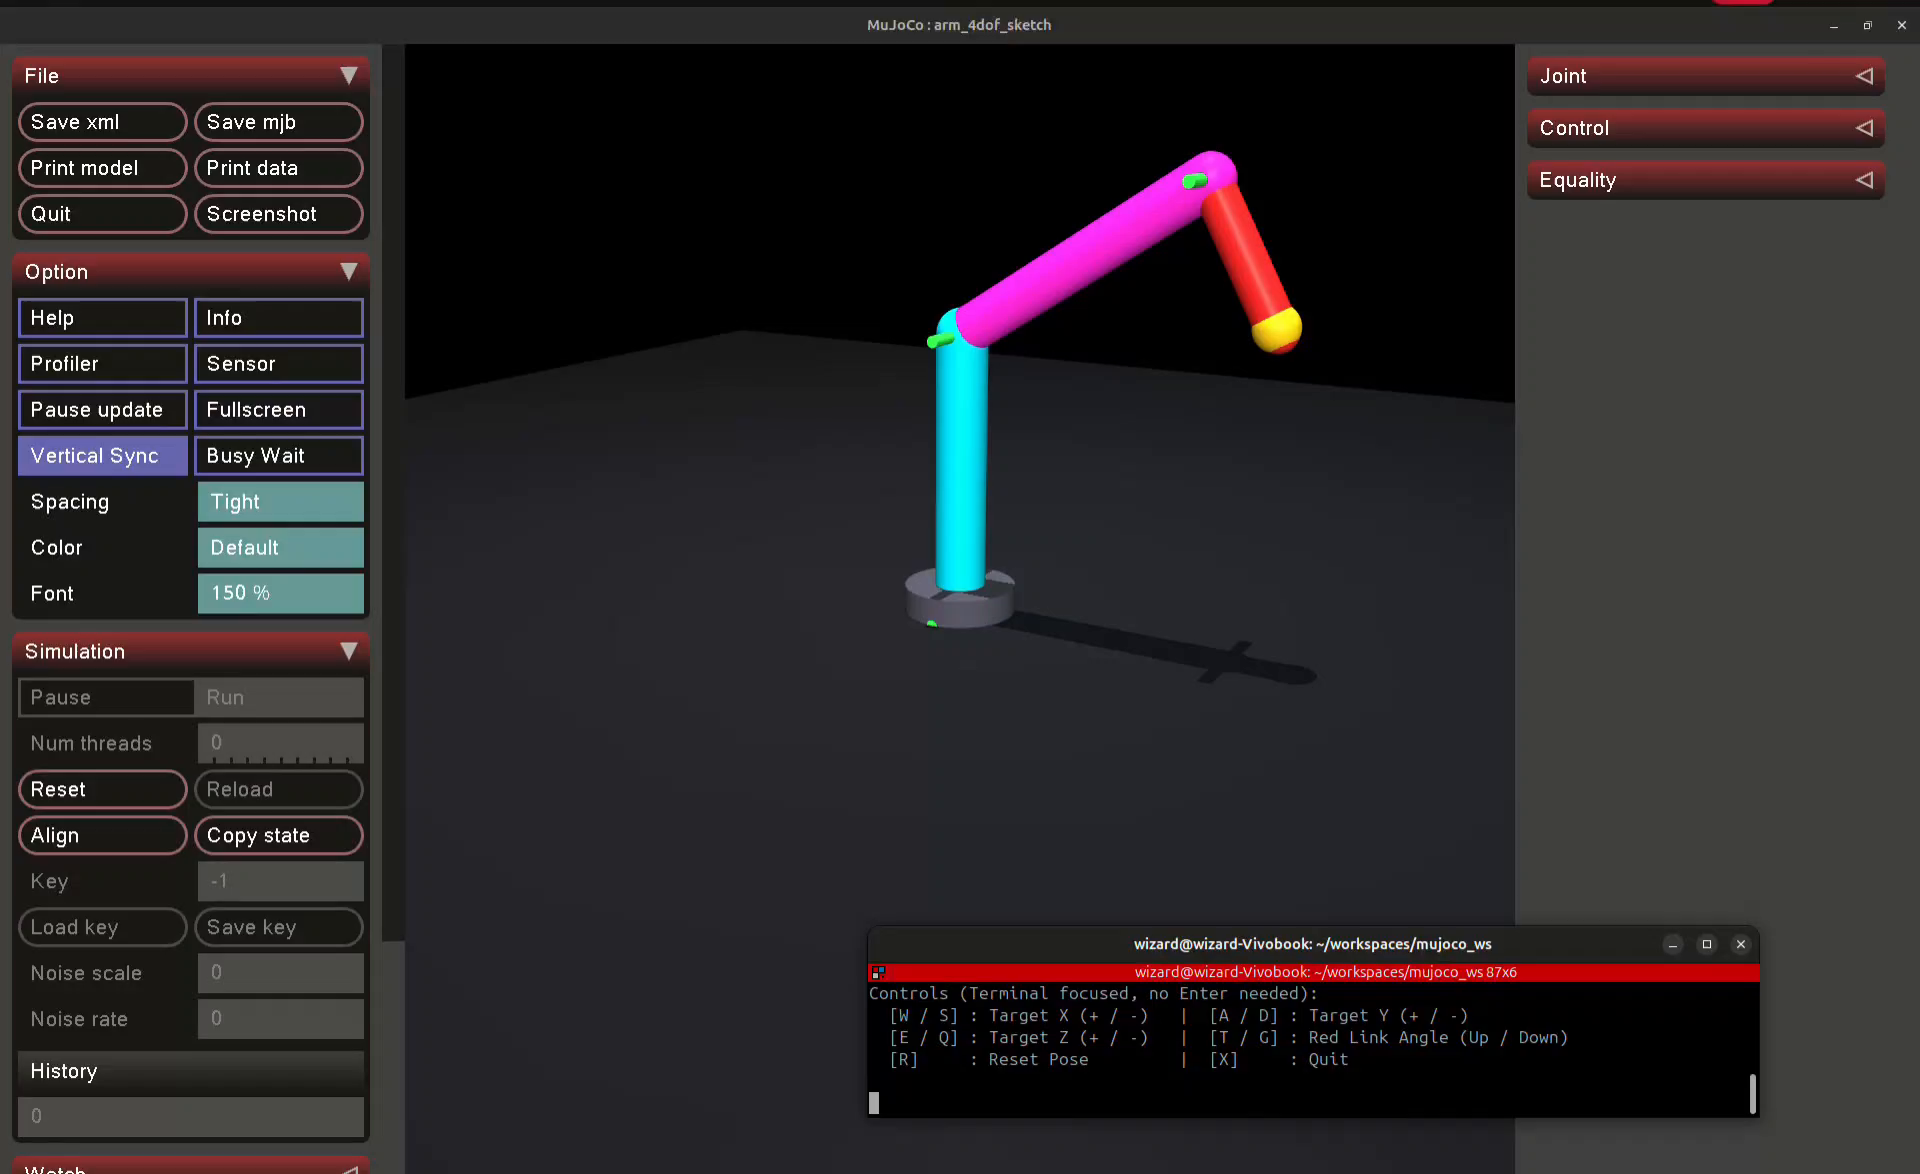 MuJoCo : arm_4dof_sketch
File
Save xml
Save mjb
Print model
Print data
Quit
Screenshot
Option
Help
Info
Profiler
Sensor
Pause update
Fullscreen
Vertical Sync
Busy Wait
Spacing
Tight
Color
Default
Font
150 %
Simulation
Pause
Run
Num threads
0
Reset
Reload
Align
Copy state
Key
-1
Load key
Save key
Noise scale
0
Noise rate
0
History
0
Watch
Joint
Control
Equality
wizard@wizard-Vivobook: ~/workspaces/mujoco_ws
wizard@wizard-Vivobook: ~/workspaces/mujoco_ws 87x6
Controls (Terminal focused, no Enter needed):
[W / S] : Target X (+ / -) | [A / D] : Target Y (+ / -)
[E / Q] : Target Z (+ / -) | [T / G] : Red Link Angle (Up / Down)
[R] : Reset Pose | [X] : Quit